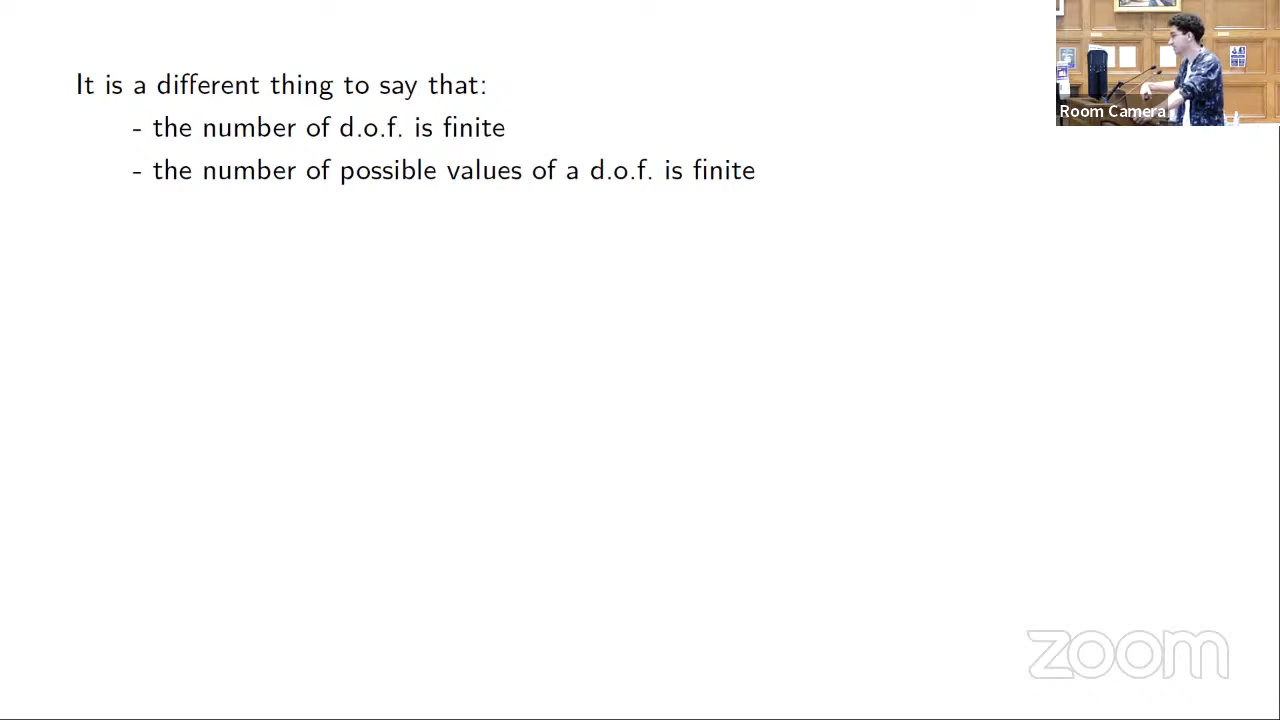 It is a different thing to say that:
- the number of d.o.f. is finite
- the number of possible values of a d.o.f. is finite
Room Camera
zoom